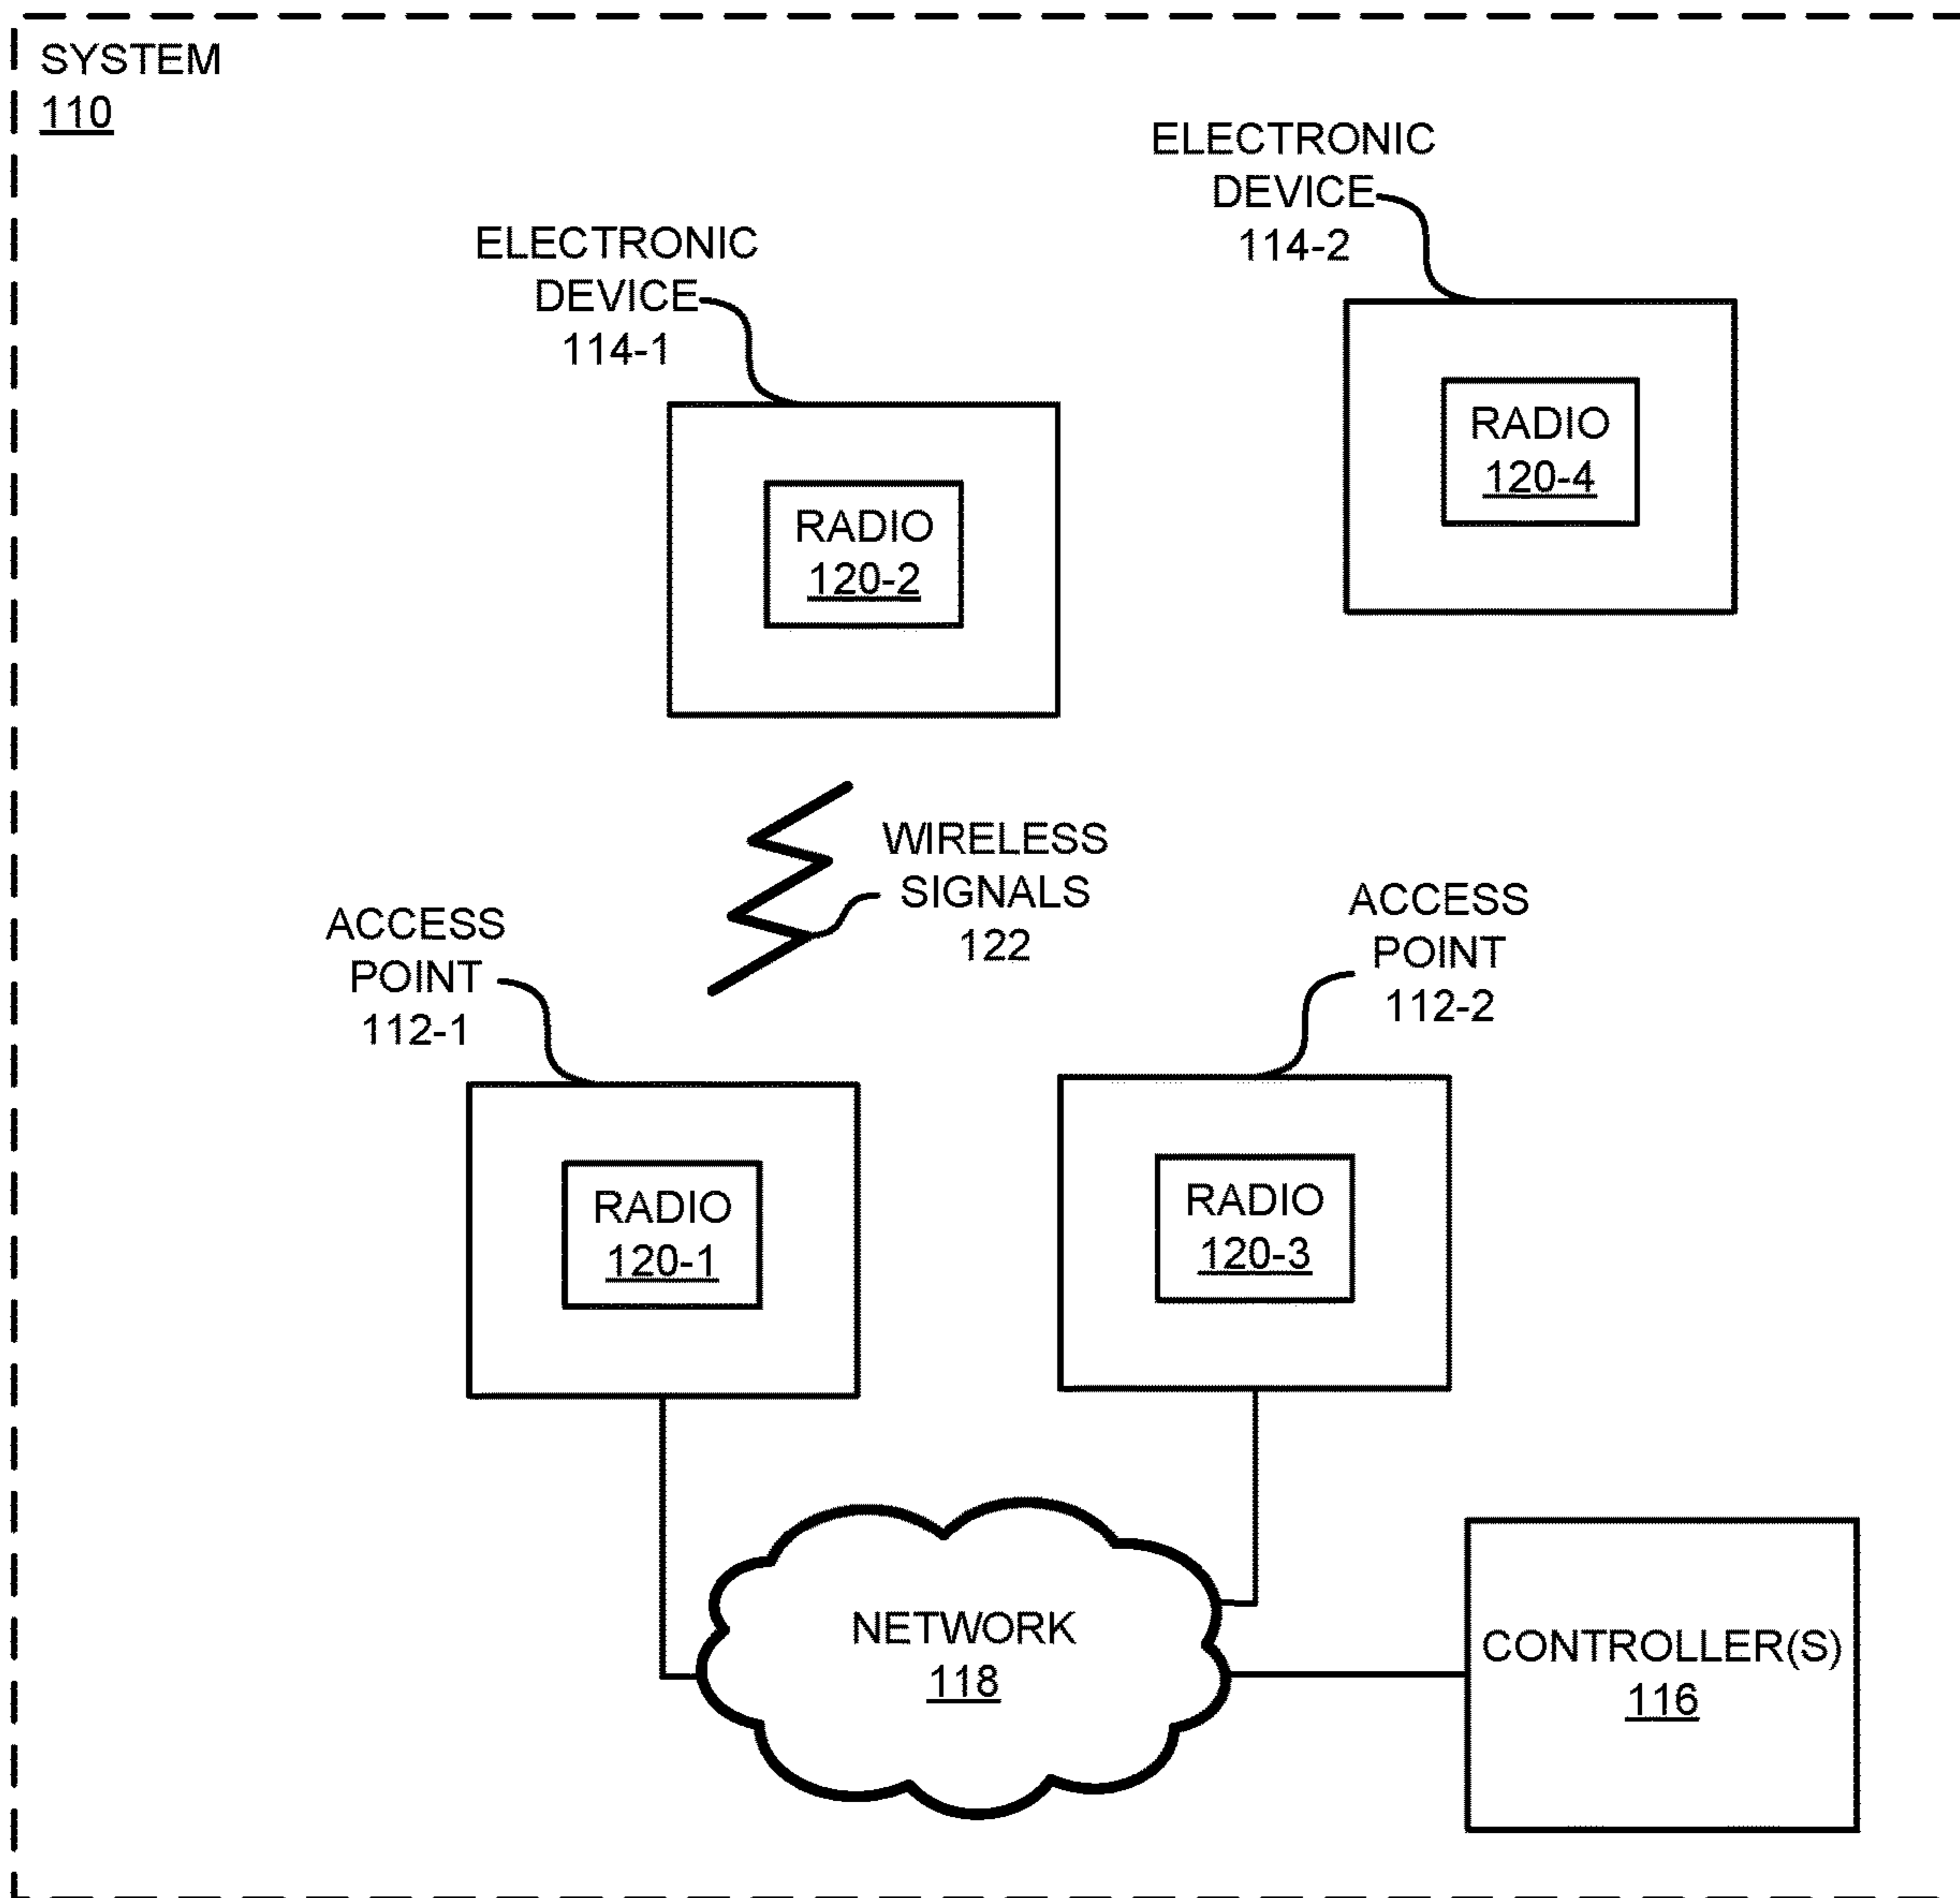 SYSTEM
110
ELECTRONIC
DEVICE
114-2
ELECTRONIC
DEVICE
114-1
RADIO
120-4
RADIO
120-2
WIRELESS
SIGNALS
122
ACCESS
POINT
112-1
ACCESS
POINT
112-2
RADIO
120-1
RADIO
120-3
NETWORK
118
CONTROLLER(S)
116